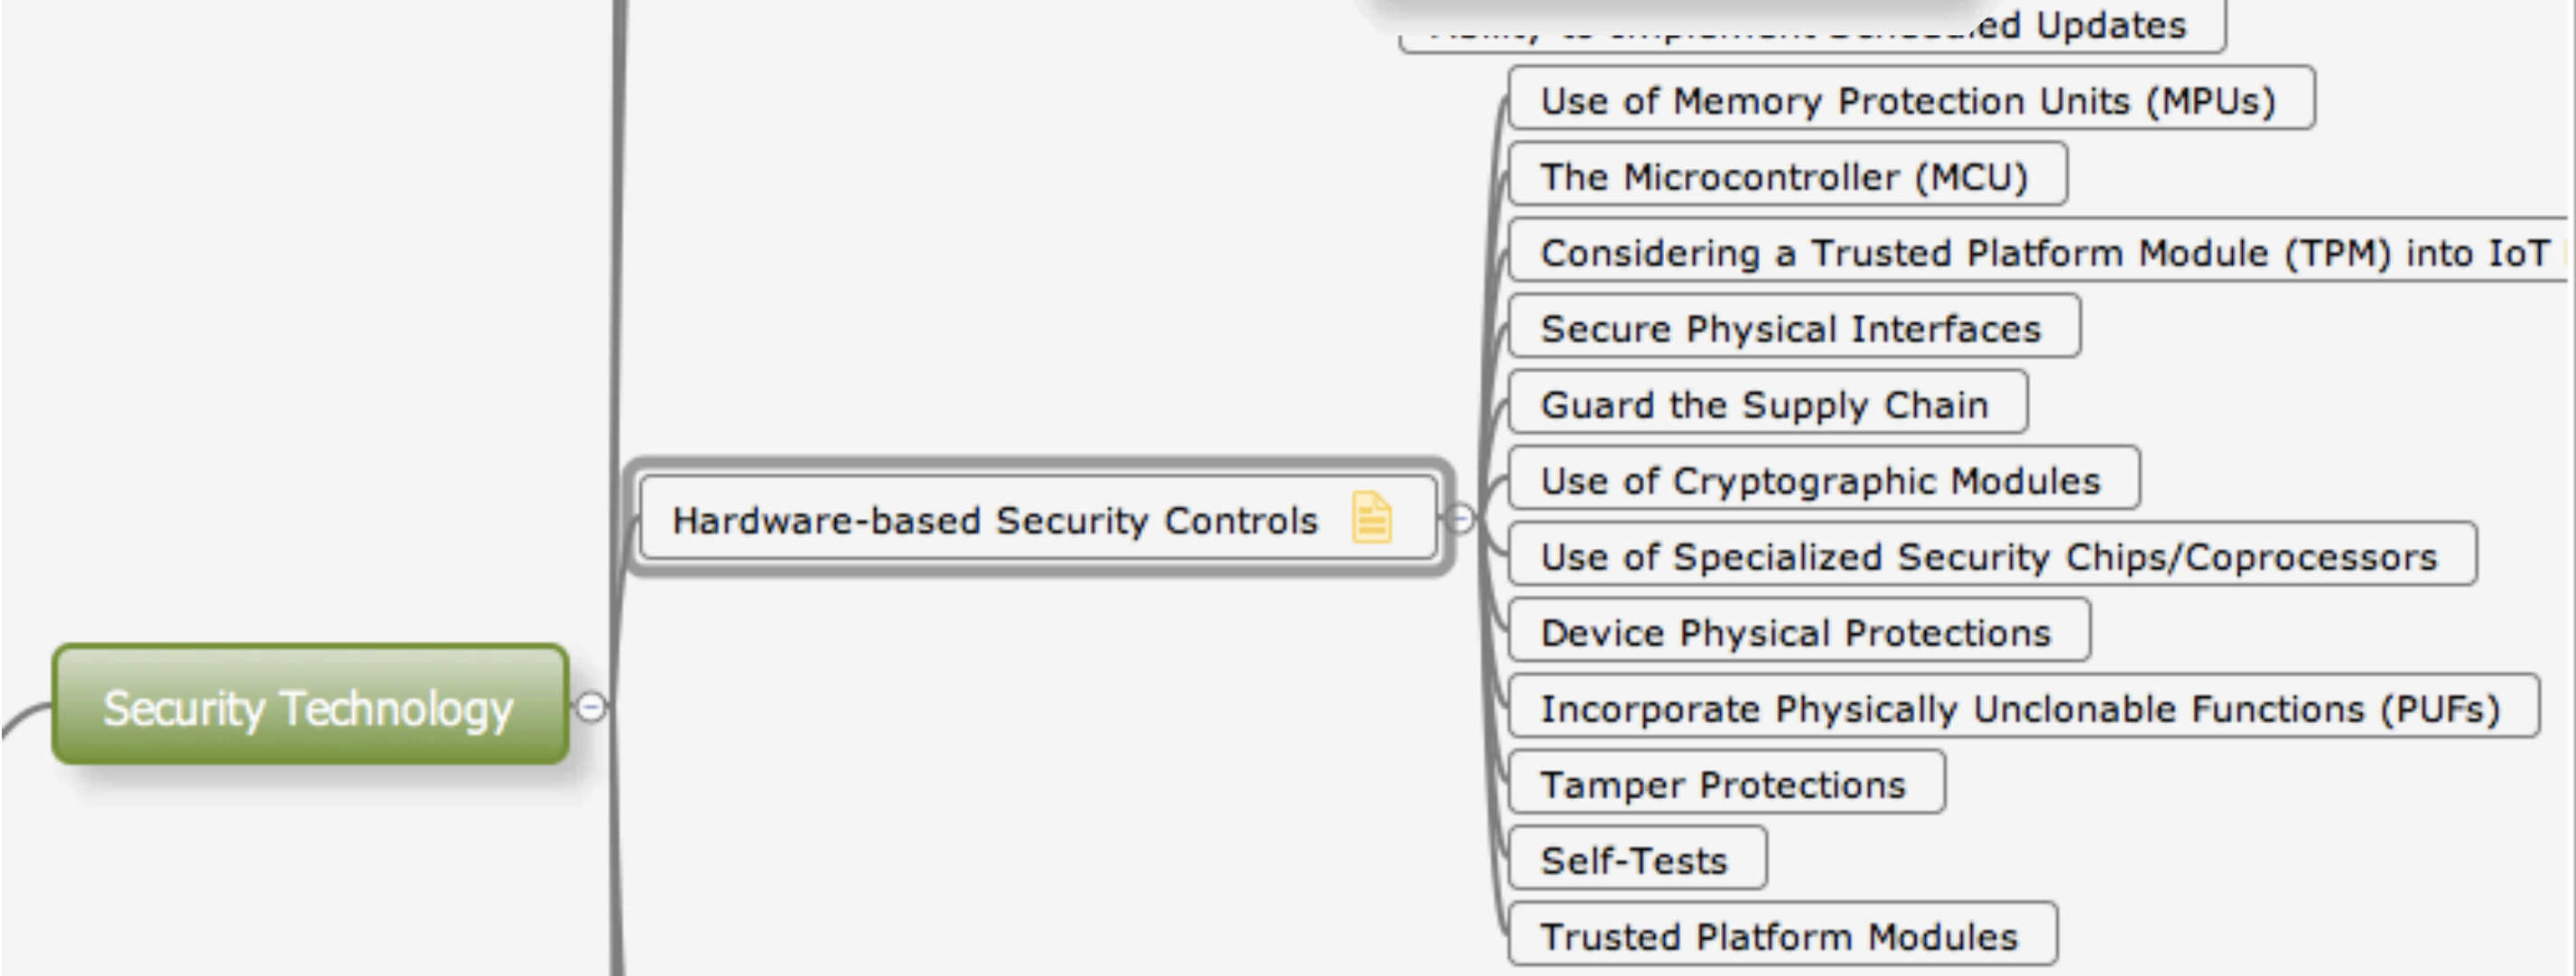 ed Updates
Use of Memory Protection Units (MPUs)
The Microcontroller (MCU)
Considering a Trusted Platform Module (TPM) into IoT
Secure Physical Interfaces
Guard the Supply Chain
Use of Cryptographic Modules
Hardware-based Security Controls
Use of Specialized Security Chips/Coprocessors
Device Physical Protections
Security Technology
Incorporate Physically Unclonable Functions (PUFs)
Tamper Protections
Self-Tests
Trusted Platform Modules